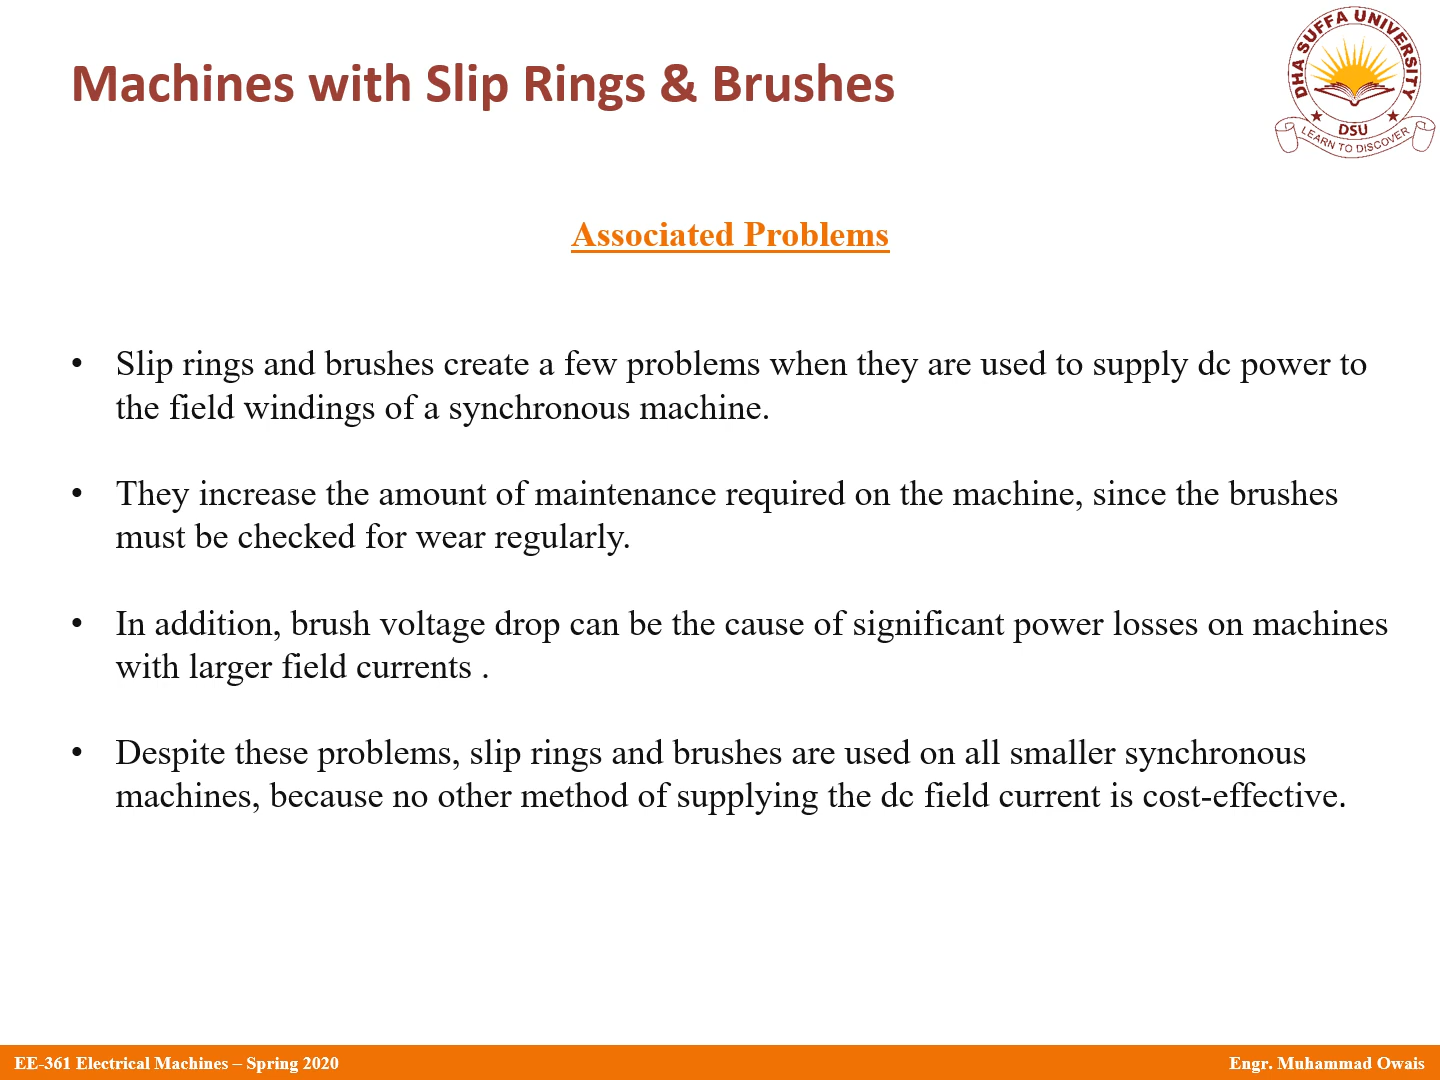 Machines with Slip Rings & Brushes
DHA SUFFA UNIVERSITY
DSU
LEARN TO DISCOVER
Associated Problems
• Slip rings and brushes create a few problems when they are used to supply dc power to
the field windings of a synchronous machine.
• They increase the amount of maintenance required on the machine, since the brushes
must be checked for wear regularly.
• In addition, brush voltage drop can be the cause of significant power losses on machines
with larger field currents .
• Despite these problems, slip rings and brushes are used on all smaller synchronous
machines, because no other method of supplying the dc field current is cost-effective.
EE-361 Electrical Machines – Spring 2020
Engr. Muhammad Owais